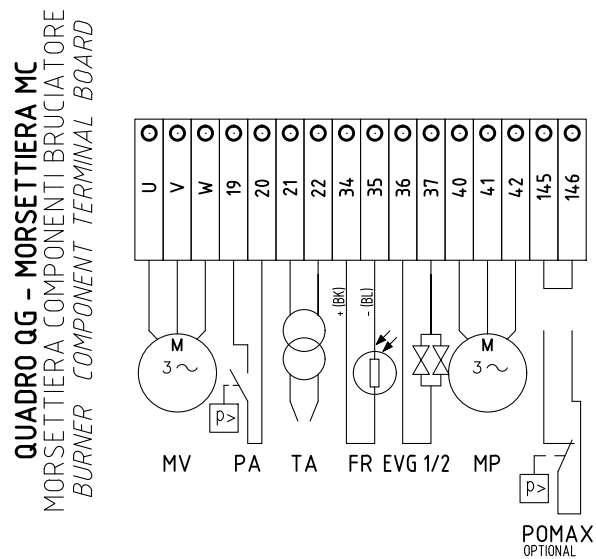 QUADRO QG - MORSETTIERA MC
MORSETTIERA COMPONENTI BRUCIATORE
BURNER COMPONENT TERMINAL BOARD
U V W 19 20 21 22 34 35 36 37 40 41 42 145 146
+ (BK) - (BL)
M M
3 ~ 3 ~
p>
MV PA TA FR EVG 1/2 MP
p>
POMAX
OPTIONAL